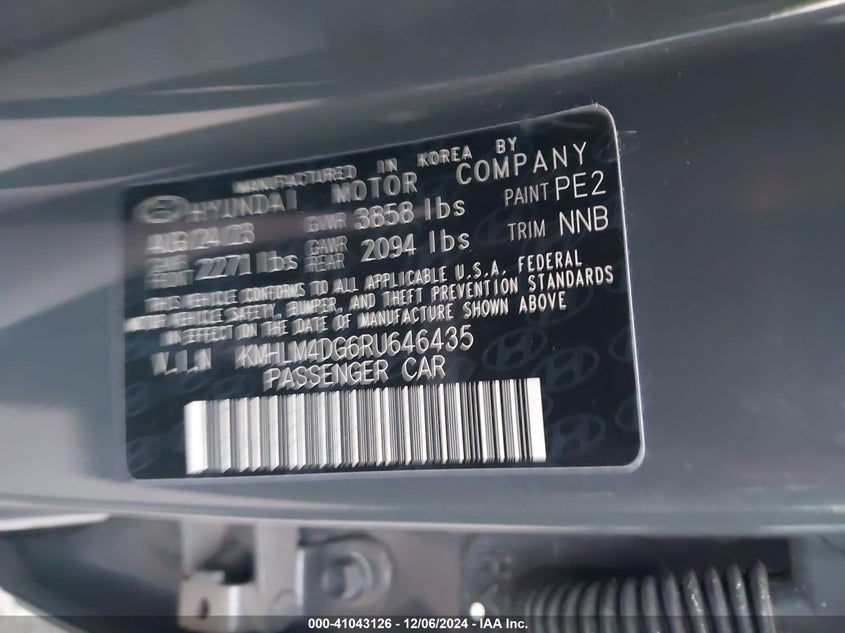 MANUFACTURED IN KOREA BY
HYUNDAI MOTOR COMPANY
AUG/24/23 GVWR 3858 lbs PAINT PE2
GAWR FRONT 2271 lbs GAWR REAR 2094 lbs TRIM NNB
THIS VEHICLE CONFORMS TO ALL APPLICABLE U.S.A. FEDERAL
MOTOR VEHICLE SAFETY, BUMPER, AND THEFT PREVENTION STANDARDS
IN EFFECT ON THE DATE OF MANUFACTURE SHOWN ABOVE
V.I.N KMHLM4DG6RU646435
PASSENGER CAR
000-41043126 - 12/06/2024 - IAA Inc.